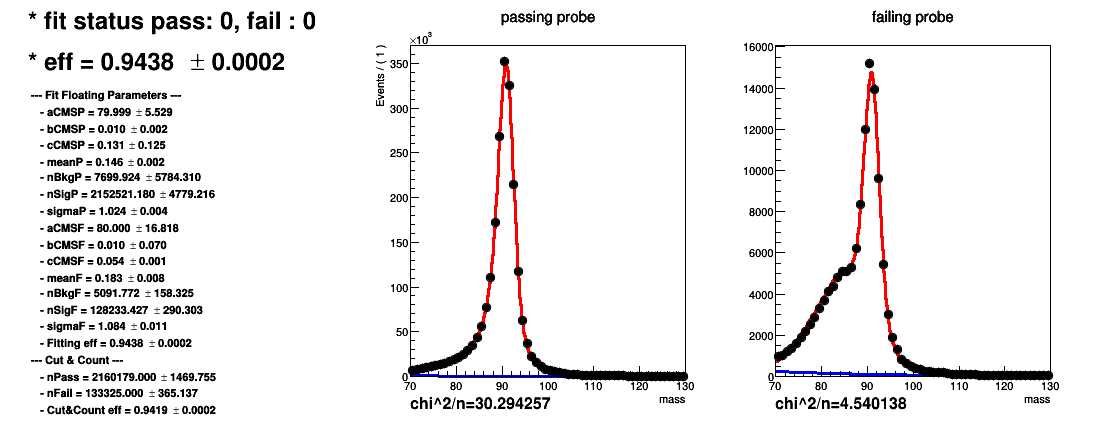 * fit status pass: 0, fail : 0
* eff = 0.9438 ± 0.0002
--- Fit Floating Parameters ---
- aCMSP = 79.999 ± 5.529
- bCMSP = 0.010 ± 0.002
- cCMSP = 0.131 ± 0.125
- meanP = 0.146 ± 0.002
- nBkgP = 7699.924 ± 5784.310
- nSigP = 2152521.180 ± 4779.216
- sigmaP = 1.024 ± 0.004
- aCMSF = 80.000 ± 16.818
- bCMSF = 0.010 ± 0.070
- cCMSF = 0.054 ± 0.001
- meanF = 0.183 ± 0.008
- nBkgF = 5091.772 ± 158.325
- nSigF = 128233.427 ± 290.303
- sigmaF = 1.084 ± 0.011
- Fitting eff = 0.9438 ± 0.0002
--- Cut & Count ---
- nPass = 2160179.000 ± 1469.755
- nFail = 133325.000 ± 365.137
- Cut&Count eff = 0.9419 ± 0.0002
passing probe
×10³
Events / ( 1 )
350
300
250
200
150
100
50
0
70 80 90 100 110 120 130
mass
chi^2/n=30.294257
failing probe
16000
14000
12000
10000
8000
6000
4000
2000
0
70 80 90 100 110 120 130
mass
chi^2/n=4.540138